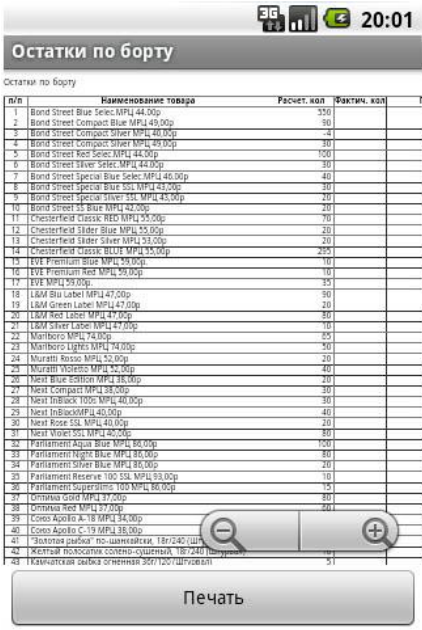 3G 20:01
Остатки по борту
Остатки по борту
п/п Наименование товара Расчет. кол Фактич. кол
1 Bond Street Blue Selec.МРЦ 44,00р 550
2 Bond Street Compact Blue МРЦ 49,00р 90
3 Bond Street Compact Silver МРЦ 40,00р -4
4 Bond Street Compact Silver МРЦ 49,00р 30
5 Bond Street Red Selec.МРЦ 44,00р 100
6 Bond Street Silver Selec.МРЦ 44,00р 30
7 Bond Street Special Blue Selec.МРЦ 46,00р 40
8 Bond Street Special Blue SSL МРЦ 43,00р 30
9 Bond Street Special Silver SSL МРЦ 43,00р 20
10 Bond Street SS Blue МРЦ 42,00р 20
11 Chesterfield Classic RED МРЦ 55,00р 70
12 Chesterfield Slider Blue МРЦ 55,00р 20
13 Chesterfield Slider Silver МРЦ 53,00р 20
14 Chesterfield Classic BLUE МРЦ 55,00р 295
15 EVE Premium Blue МРЦ 59,00р. 10
16 EVE Premium Red МРЦ 59,00р 10
17 EVE МРЦ 59,00р. 35
18 L&M Blu Label МРЦ 47,00р 90
19 L&M Green Label МРЦ 47,00р 20
20 L&M Red Label МРЦ 47,00р 80
21 L&M Silver Label МРЦ 47,00р 10
22 Marlboro МРЦ 74,00р 65
23 Marlboro Lights МРЦ 74,00р 50
24 Muratti Rosso МРЦ 52,00р 20
25 Muratti Violetto МРЦ 52,00р 40
26 Next Blue Edition МРЦ 38,00р 20
27 Next Compact МРЦ 38,00р 30
28 Next InBlack 100s МРЦ 40,00р 30
29 Next InBlackМРЦ 40,00р 40
30 Next Rose SSL МРЦ 40,00р 20
31 Next Violet SSL МРЦ 40,00р 80
32 Parliament Aqua Blue МРЦ 86,00р 100
33 Parliament Night Blue МРЦ 86,00р 80
34 Parliament Silver Blue МРЦ 86,00р 20
35 Parliament Reserve 100 SSL МРЦ 93,00р 10
36 Parliament Superslims 100 МРЦ 86,00р 15
37 Оптима Gold МРЦ 37,00р 80
38 Оптима Red МРЦ 37,00р 60
39 Союз Apollo A-18 МРЦ 34,00р
40 Союз Apollo C-19 МРЦ 38,00р
41 "Золотая рыбка" по-шанхайски, 18г/240
42 Желтый полосатик солено-сушеный, 18г/240
43 Камчатская рыбка огненная 36г/120 (Штурвал) 5
Печать